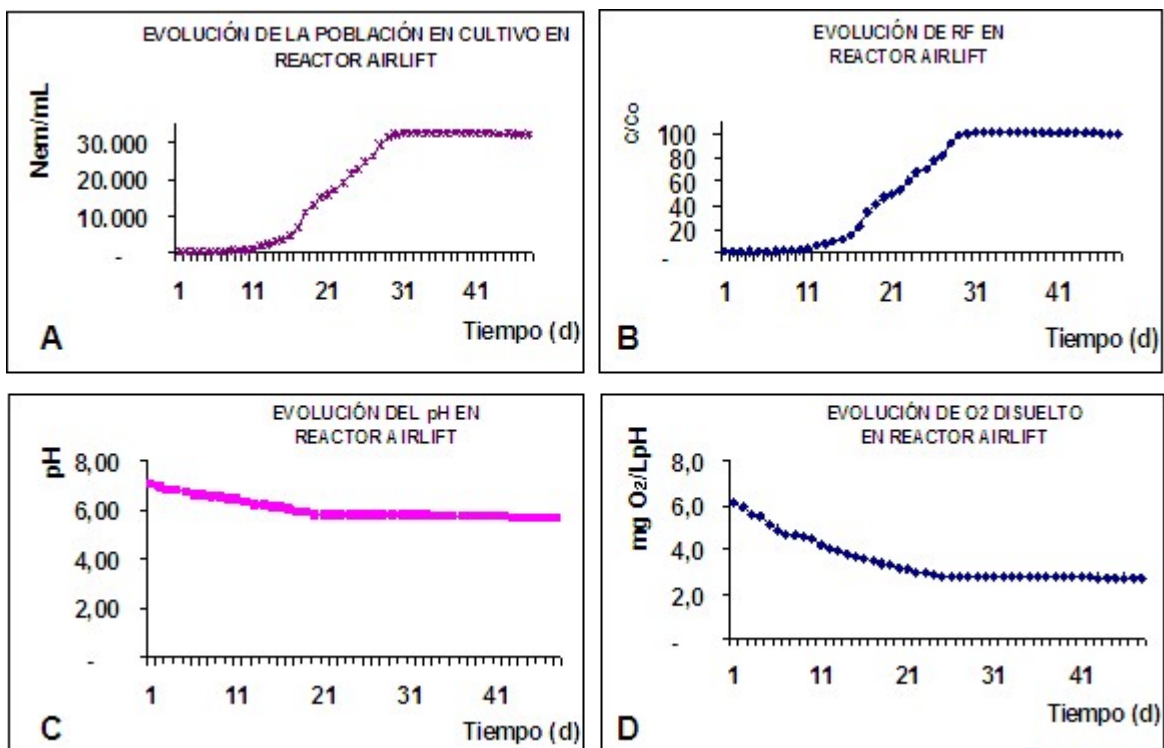 EVOLUCIÓN DE LA POBLACIÓN EN CULTIVO EN
REACTOR AIRLIFT
Nem/mL
30.000
20.000
10.000
-
1 11 21 31 41
Tiempo (d)
A
EVOLUCIÓN DE RF EN
REACTOR AIRLIFT
C/Co
100
80
60
40
20
-
1 11 21 31 41
Tiempo (d)
B
EVOLUCIÓN DEL pH EN
REACTOR AIRLIFT
pH
8,00
6,00
4,00
2,00
-
1 11 21 31 41
Tiempo (d)
C
EVOLUCIÓN DE O2 DISUELTO
EN REACTOR AIRLIFT
mg O₂/LpH
8,0
6,0
4,0
2,0
-
1 11 21 31 41
Tiempo (d)
D